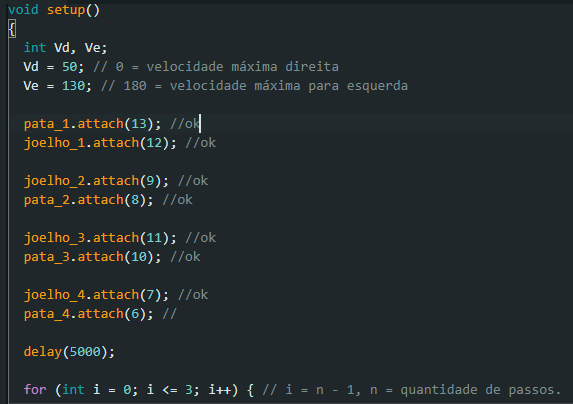 void setup()
{
int Vd, Ve;
Vd = 50; // 0 = velocidade máxima direita
Ve = 130; // 180 = velocidade máxima para esquerda
pata_1.attach(13); //ok
joelho_1.attach(12); //ok
joelho_2.attach(9); //ok
pata_2.attach(8); //ok
joelho_3.attach(11); //ok
pata_3.attach(10); //ok
joelho_4.attach(7); //ok
pata_4.attach(6); //
delay(5000);
for (int i = 0; i <= 3; i++) { // i = n - 1, n = quantidade de passos.